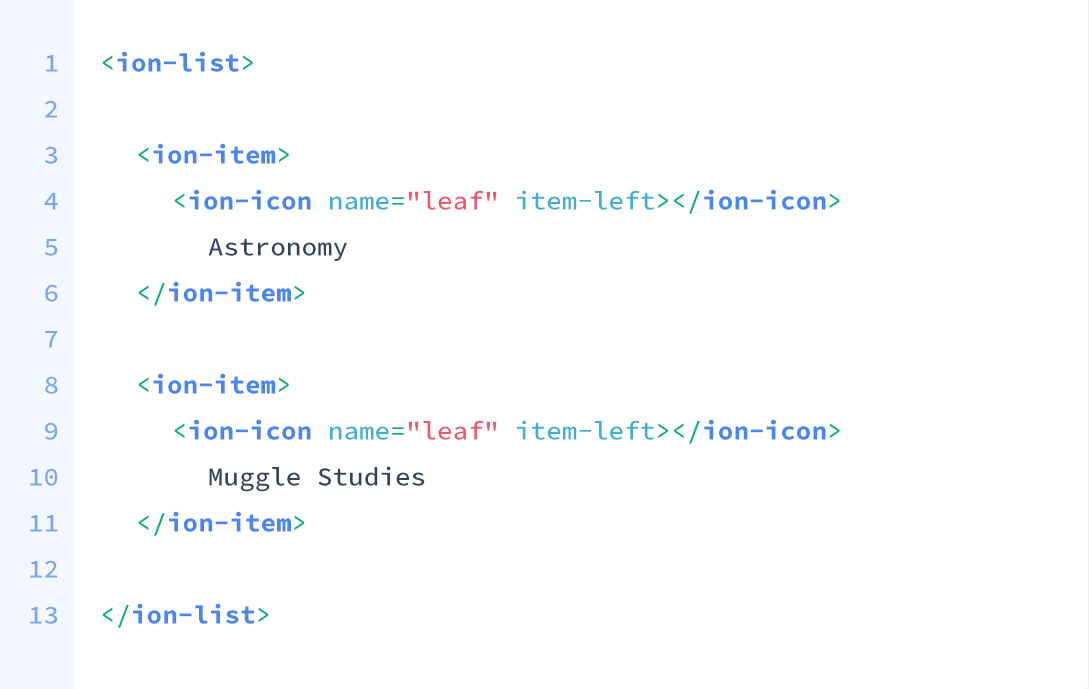 1 <ion-list>
2
3 <ion-item>
4 <ion-icon name="leaf" item-left></ion-icon>
5 Astronomy
6 </ion-item>
7
8 <ion-item>
9 <ion-icon name="leaf" item-left></ion-icon>
10 Muggle Studies
11 </ion-item>
12
13 </ion-list>